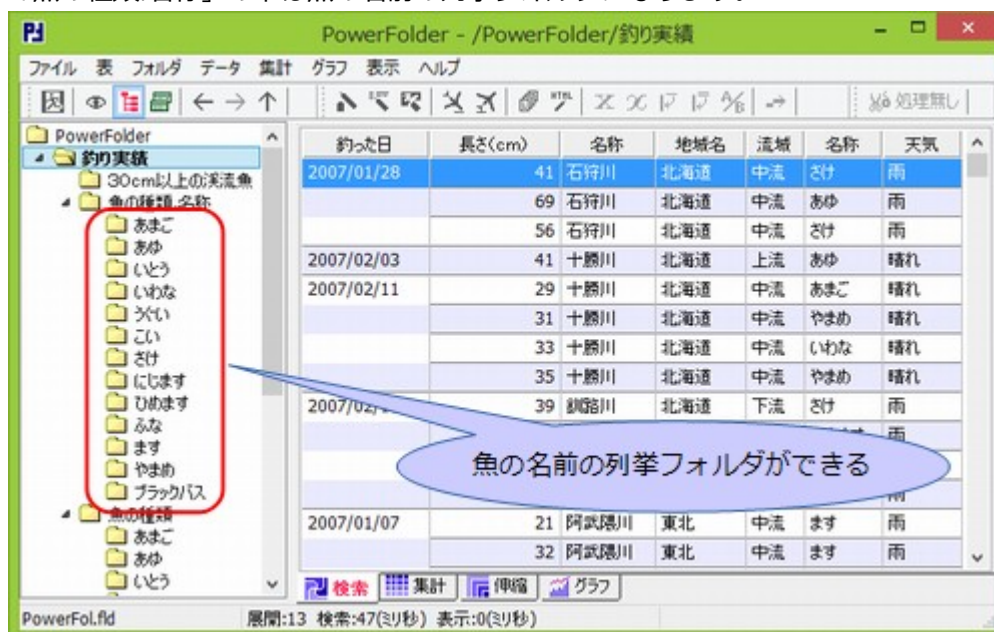 PowerFolder - /PowerFolder/釣り実績
ファイル 表 フォルダ データ 集計 グラフ 表示 ヘルプ
処理無し
PowerFolder
釣り実績
30cm以上の渓流魚
魚の種類.名称
あまご
あゆ
いとう
いわな
うぐい
こい
さけ
にじます
ひめます
ふな
ます
やまめ
ブラックバス
魚の種類
あまご
あゆ
いとう
釣った日 長さ(cm) 名称 地域名 流域 名称 天気
2007/01/28 41 石狩川 北海道 中流 さけ 雨
69 石狩川 北海道 中流 あゆ 雨
56 石狩川 北海道 中流 さけ 雨
2007/02/03 41 十勝川 北海道 上流 あゆ 晴れ
2007/02/11 29 十勝川 北海道 中流 あまご 晴れ
31 十勝川 北海道 中流 やまめ 晴れ
33 十勝川 北海道 中流 いわな 晴れ
35 十勝川 北海道 中流 やまめ 晴れ
39 釧路川 北海道 下流 さけ 雨
雨
魚の名前の列挙フォルダができる
2007/01/07 21 阿武隈川 東北 中流 ます 雨
32 阿武隈川 東北 中流 ます 雨
検索 集計 伸縮 グラフ
PowerFol.fld 展開:13 検索:47(ミリ秒) 表示:0(ミリ秒)